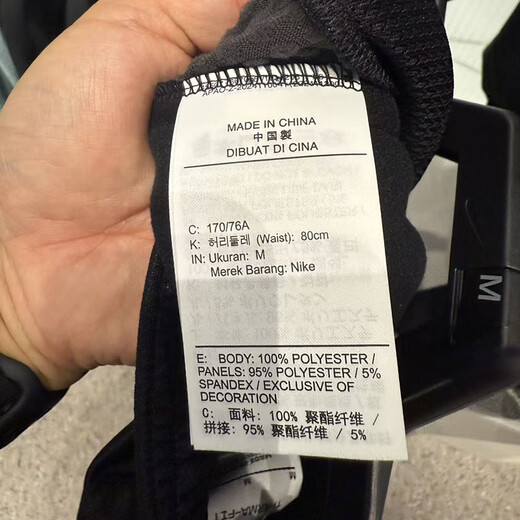 MADE IN CHINA
中国製
DIBUAT DI CINA
C: 170/76A
K: 허리둘레 (Waist): 80cm
IN: Ukuran: M
Merek Barang: Nike
E: BODY: 100% POLYESTER /
PANELS: 95% POLYESTER / 5%
SPANDEX / EXCLUSIVE OF
DECORATION
C: 面料: 100% 聚酯纤维 /
拼接: 95% 聚酯纤维 / 5%
M
M
M
THERMA-FIT